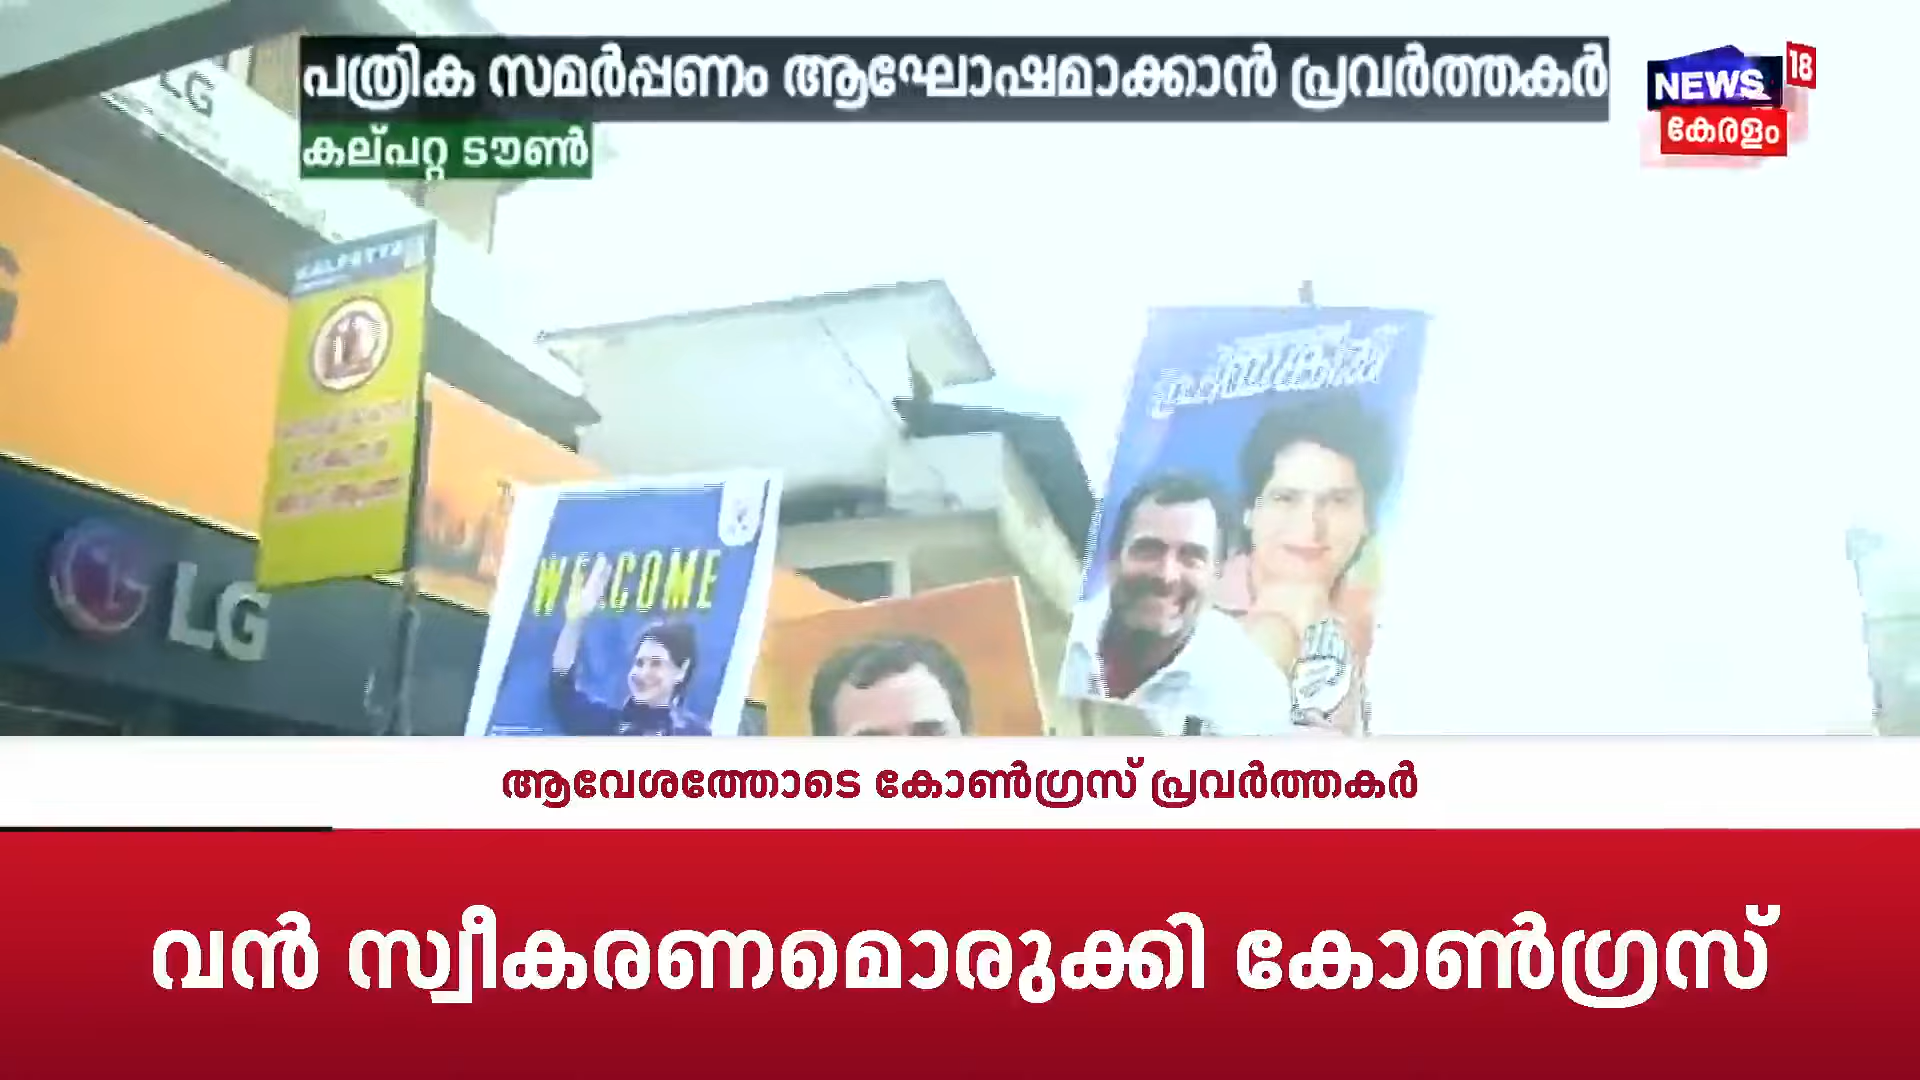 LG
പത്രിക സമർപ്പണം ആഘോഷമാക്കാൻ പ്രവർത്തകർ
NEWS 18
കേരളം
കല്പറ്റ ടൗൺ
KALPETTA
WELCOME
LG
ആവേശത്തോടെ കോൺഗ്രസ് പ്രവർത്തകർ
വൻ സ്വീകരണമൊരുക്കി കോൺഗ്രസ്